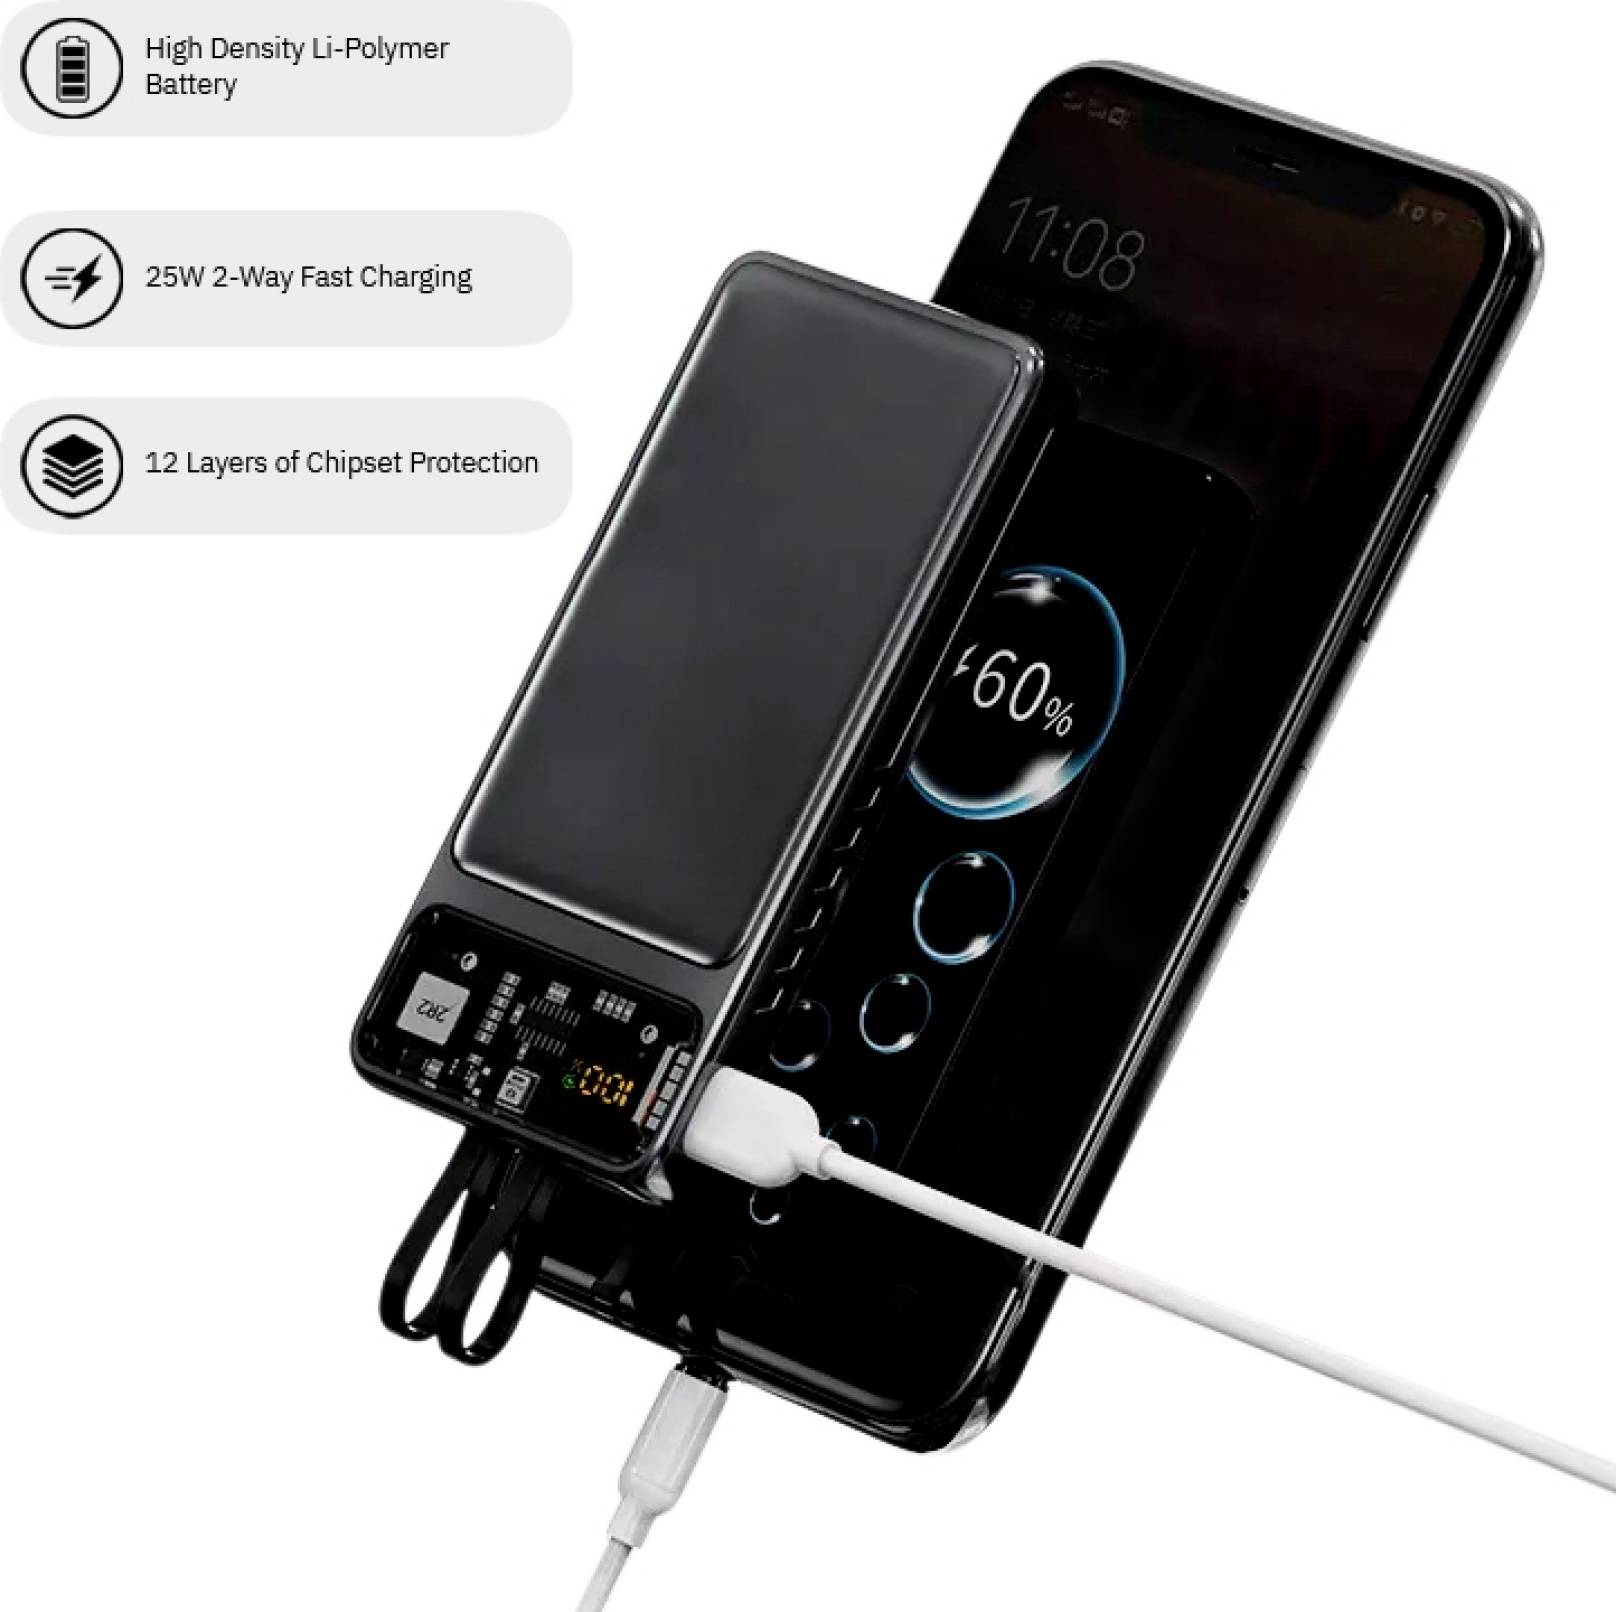 High Density Li-Polymer
Battery
25W 2-Way Fast Charging
12 Layers of Chipset Protection
11:08
60%
2R2
100%